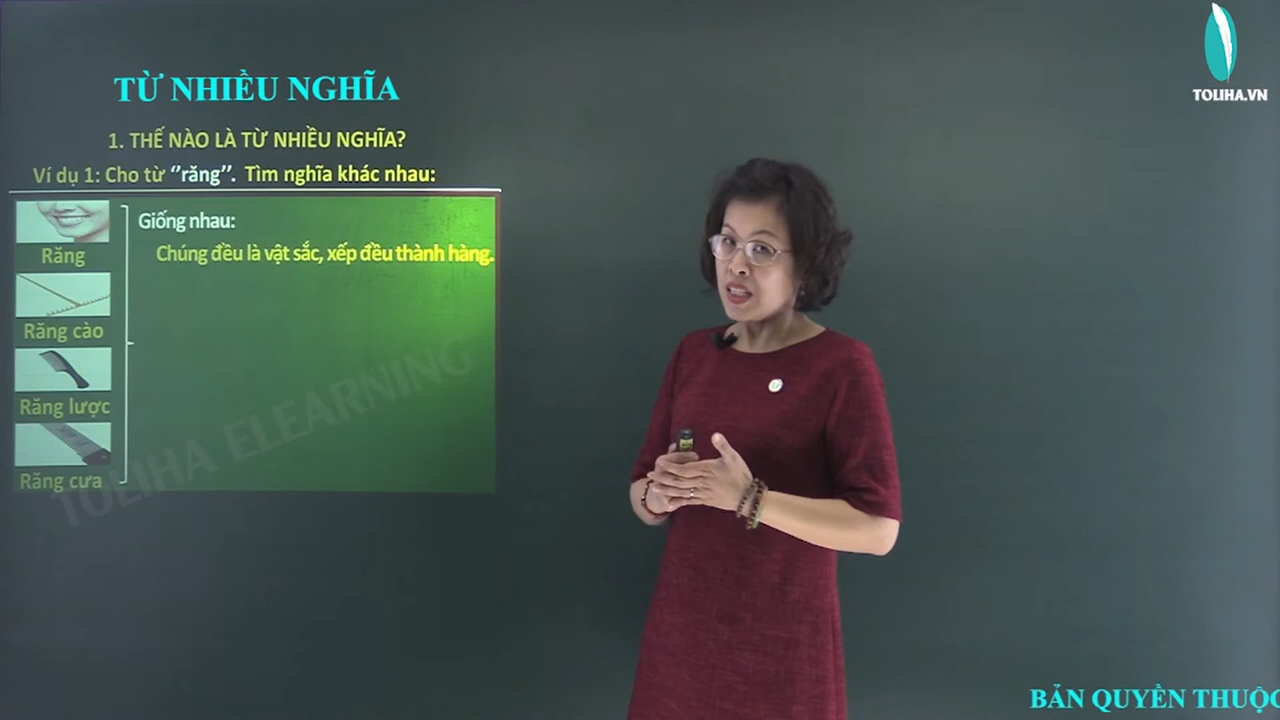 TỪ NHIỀU NGHĨA
1. THẾ NÀO LÀ TỪ NHIỀU NGHĨA?
Ví dụ 1: Cho từ “răng”. Tìm nghĩa khác nhau:
Răng
Răng cào
Răng lược
Răng cưa
Giống nhau:
Chúng đều là vật sắc, xếp đều thành hàng.
TOLIHA ELEARNING
TOLIHA.VN
BẢN QUYỀN THUỘC